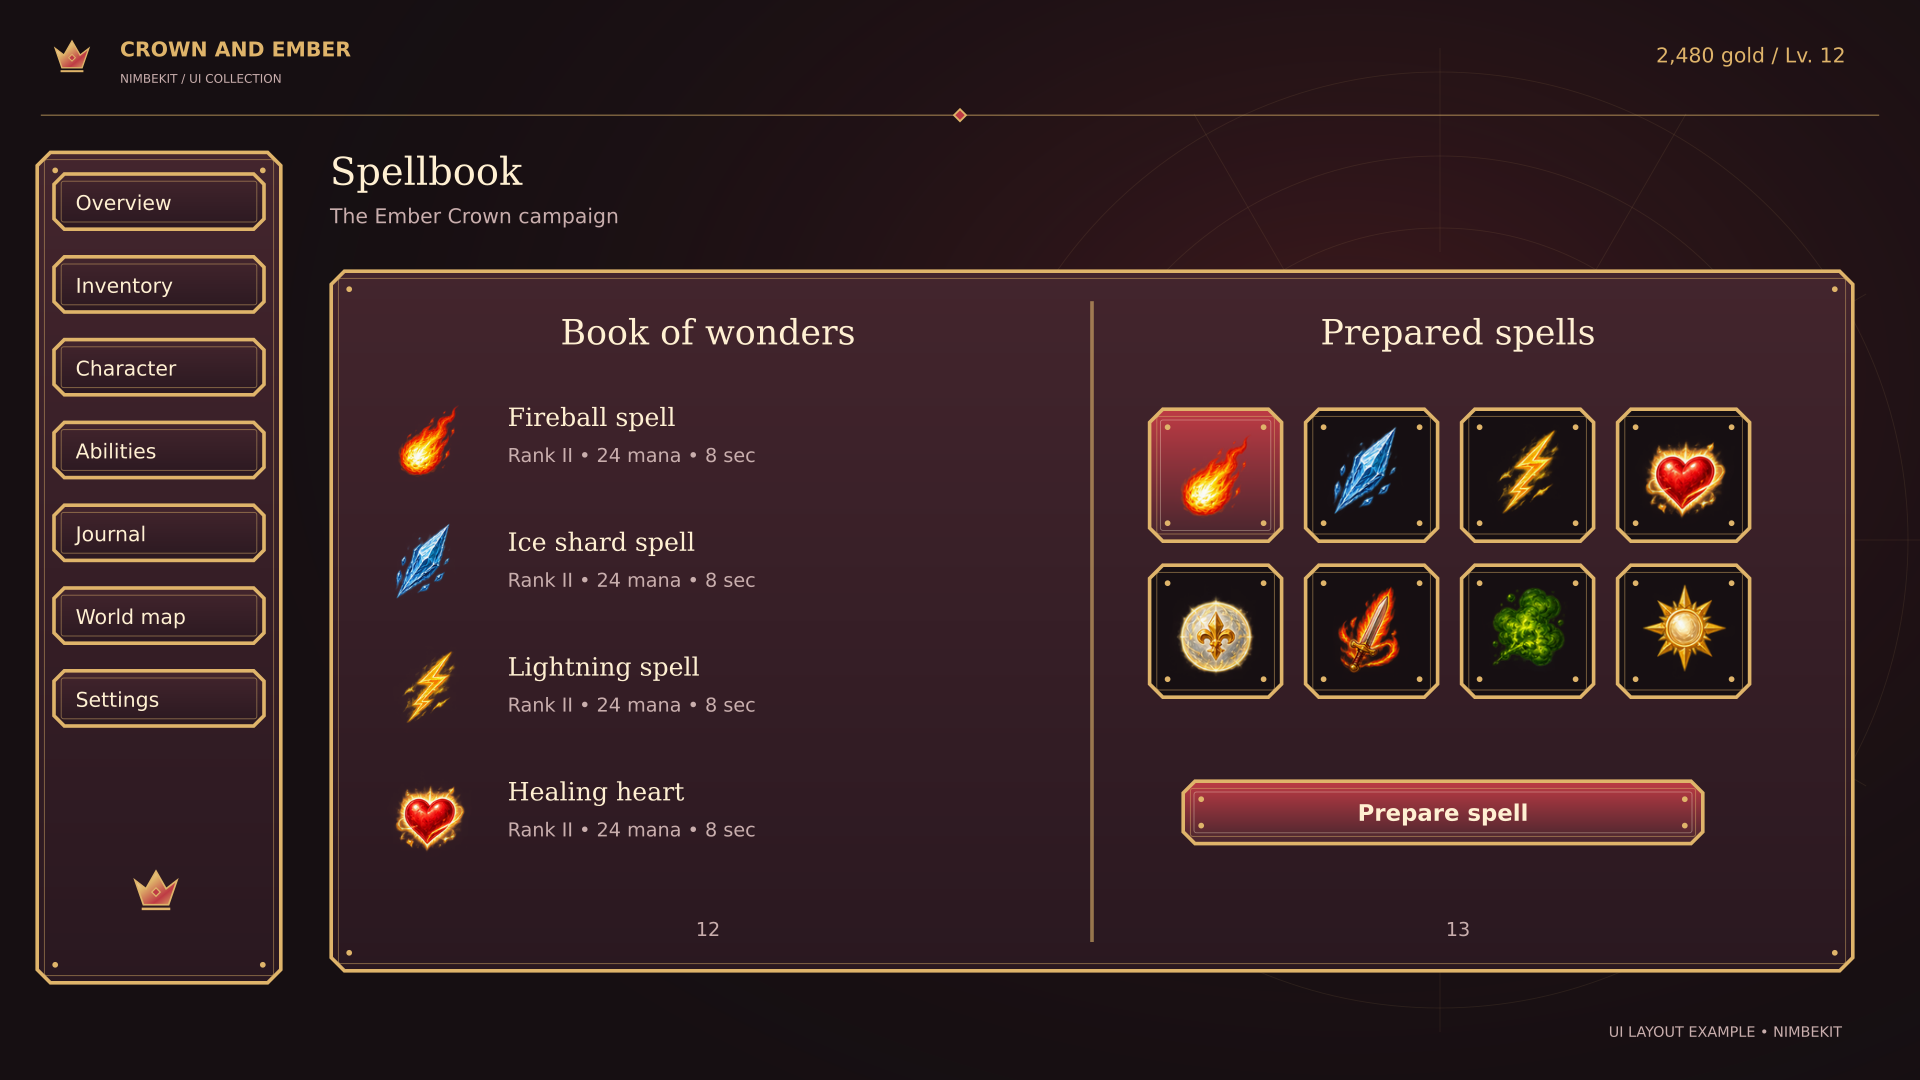 CROWN AND EMBER
NIMBEKIT / UI COLLECTION
2,480 gold / Lv. 12
Overview
Inventory
Character
Abilities
Journal
World map
Settings
Spellbook
The Ember Crown campaign
Book of wonders
Fireball spell
Rank II • 24 mana • 8 sec
Ice shard spell
Rank II • 24 mana • 8 sec
Lightning spell
Rank II • 24 mana • 8 sec
Healing heart
Rank II • 24 mana • 8 sec
12
Prepared spells
Prepare spell
13
UI LAYOUT EXAMPLE • NIMBEKIT